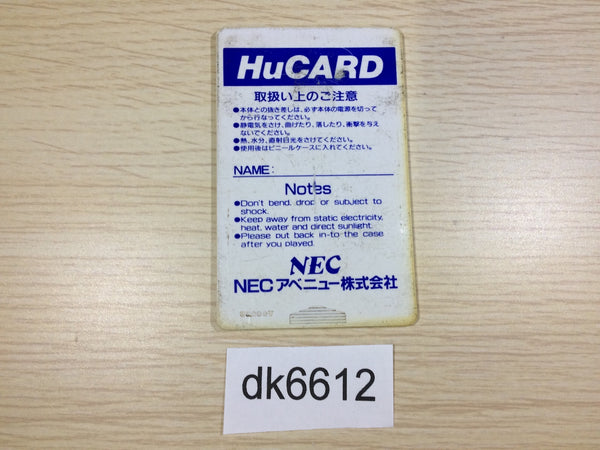 HuCARD
取扱い上のご注意
●本体との抜き差しは、必ず本体の電源を切って
から行なってください。
●静電気をさけ、曲げたり、落したり、衝撃を与え
ないでください。
●熱、水分、直射日光をさけてください。
●使用後はビニールケースに入れてください。
NAME:
Notes
●Don't bend, drop or subject to
shock.
●Keep away from static electricity,
heat, water and direct sunlight.
●Please put back in-to the case
after you played.
NEC
NECアベニュー株式会社
dk6612